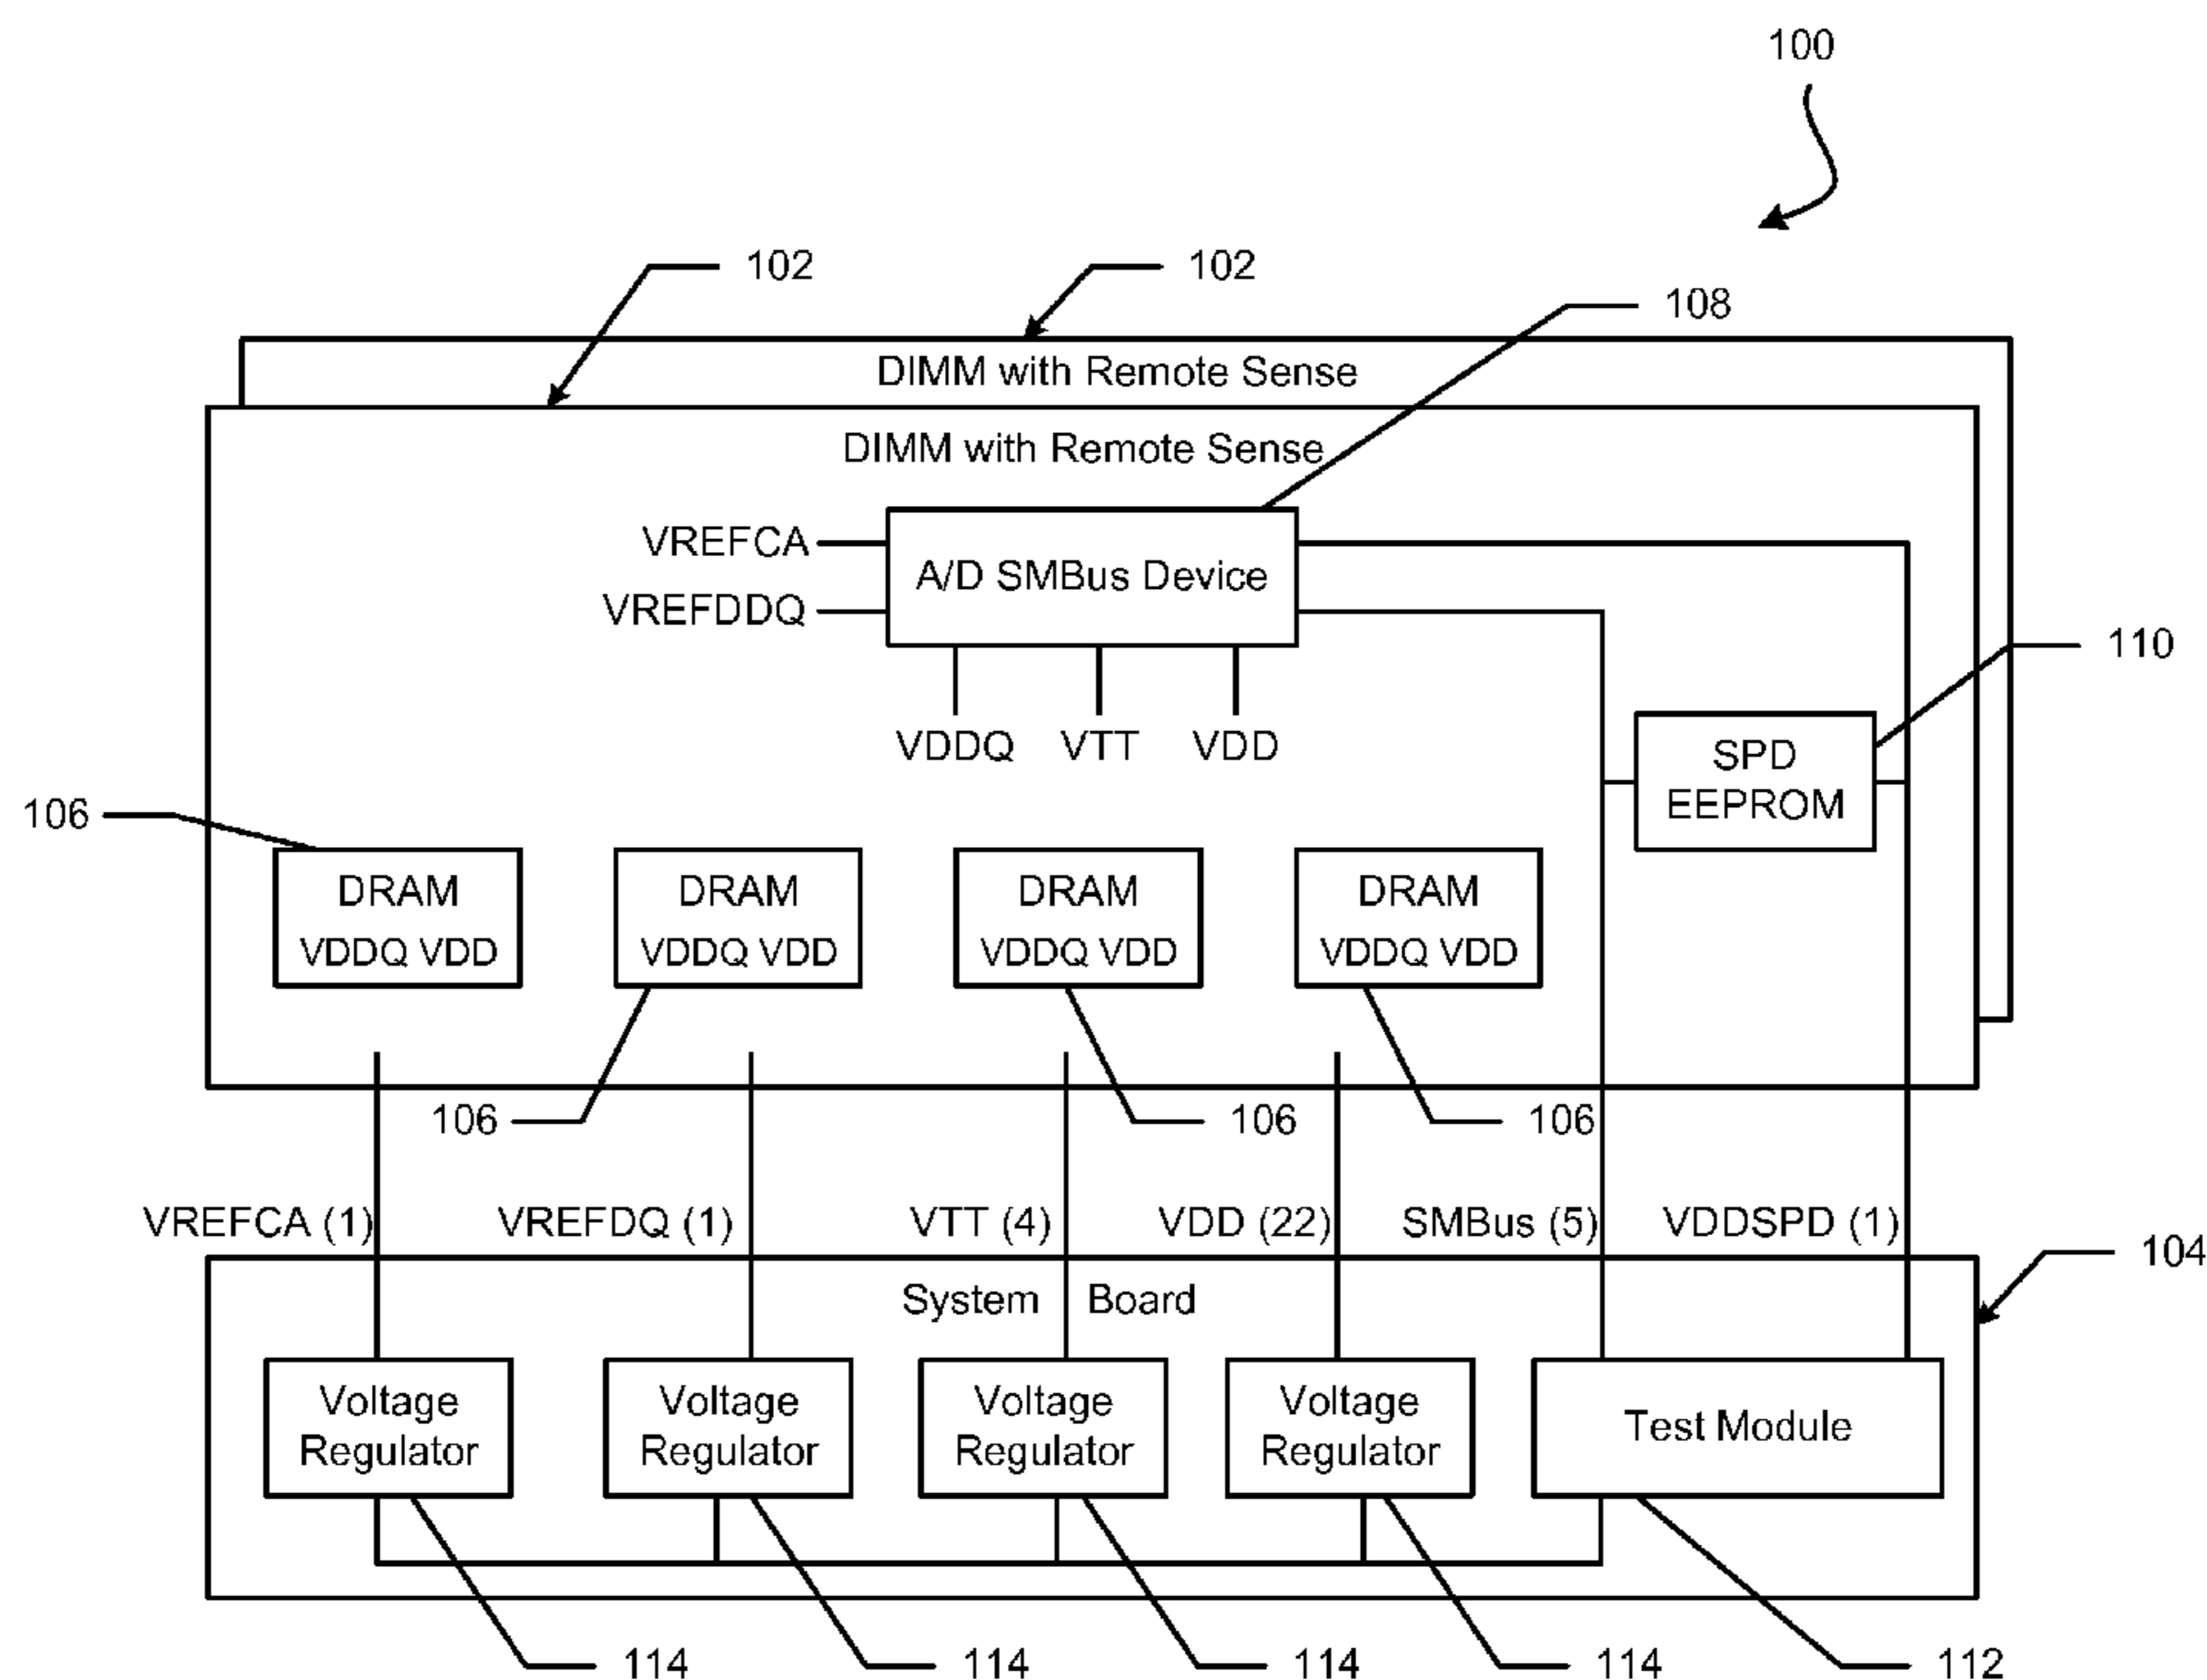 100
102
102
108
DIMM with Remote Sense
DIMM with Remote Sense
VREFCA
A/D SMBus Device
VREFDDQ
110
VDDQ VTT VDD
SPD
EEPROM
106
DRAM
VDDQ VDD
DRAM
VDDQ VDD
DRAM
VDDQ VDD
DRAM
VDDQ VDD
106
106
106
VREFCA (1)
VREFDQ (1)
VTT (4)
VDD (22)
SMBus (5)
VDDSPD (1)
104
System Board
Voltage
Regulator
Voltage
Regulator
Voltage
Regulator
Voltage
Regulator
Test Module
114
114
114
114
112